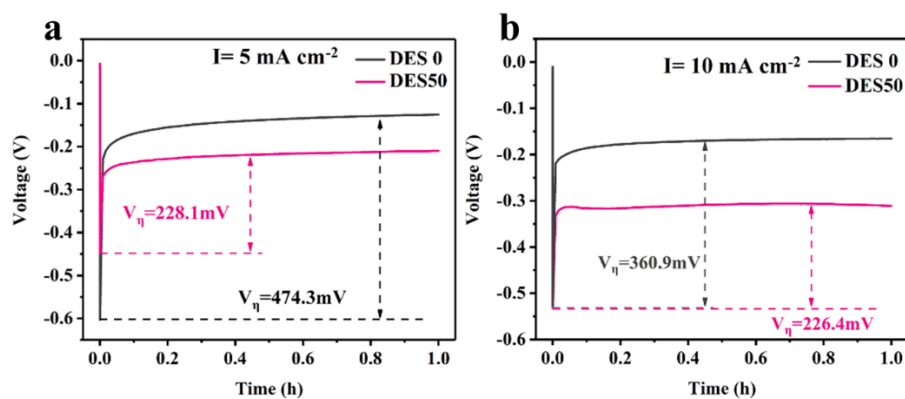 a
I= 5 mA cm-2
DES 0
DES50
Voltage (V)
0.0
-0.1
-0.2
-0.3
-0.4
-0.5
-0.6
Vη=228.1mV
Vη=474.3mV
0.0 0.2 0.4 0.6 0.8 1.0
Time (h)
b
I= 10 mA cm-2
DES 0
DES50
Voltage (V)
0.0
-0.1
-0.2
-0.3
-0.4
-0.5
-0.6
Vη=360.9mV
Vη=226.4mV
0.0 0.2 0.4 0.6 0.8 1.0
Time (h)